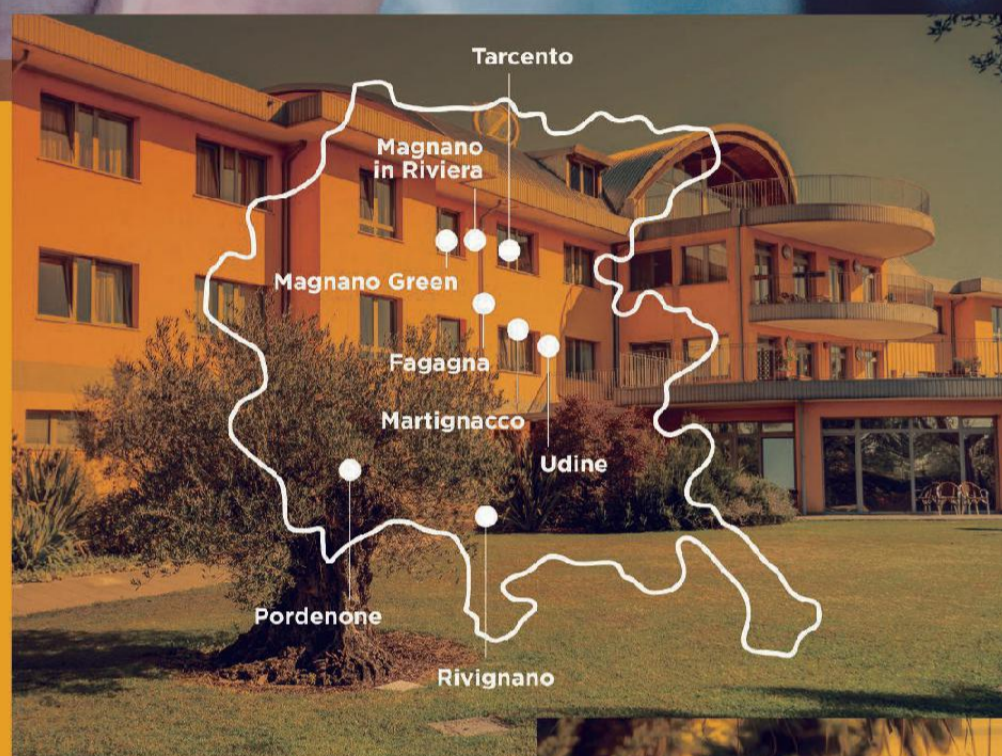 Tarcento
Magnano
in Riviera
Magnano Green
Fagagna
Martignacco
Udine
Pordenone
Rivignano